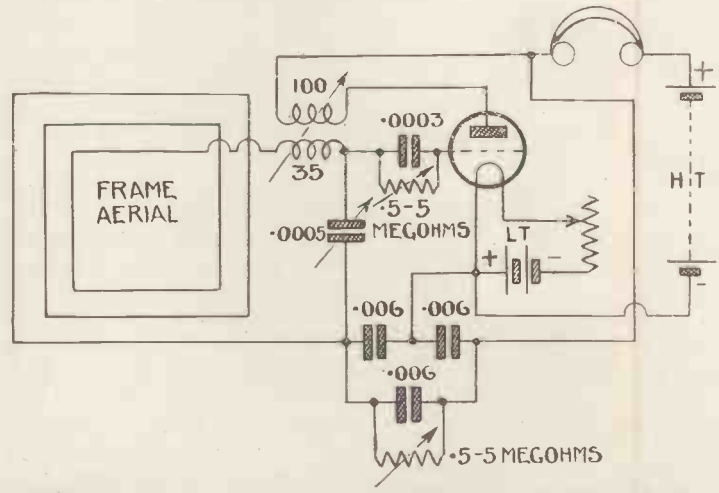 100
+
.0003
35
FRAME
AERIAL
.5-5
MEGOHMS
.0005
LT
+
-
H T
-
.006
.006
.006
.5-5 MEGOHMS